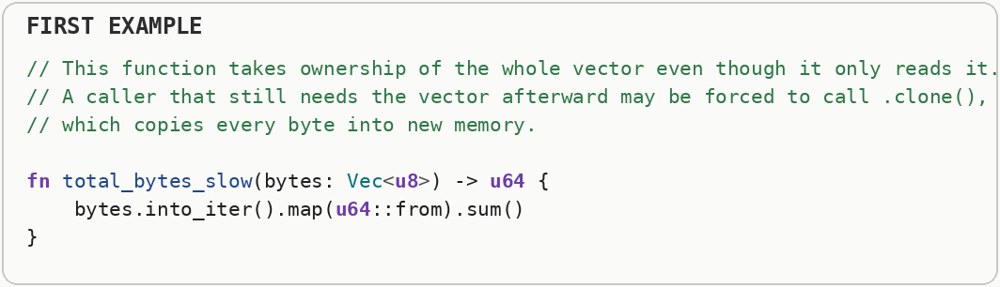 FIRST EXAMPLE
// This function takes ownership of the whole vector even though it only reads it.
// A caller that still needs the vector afterward may be forced to call .clone(),
// which copies every byte into new memory.
fn total_bytes_slow(bytes: Vec<u8>) -> u64 {
    bytes.into_iter().map(u64::from).sum()
}